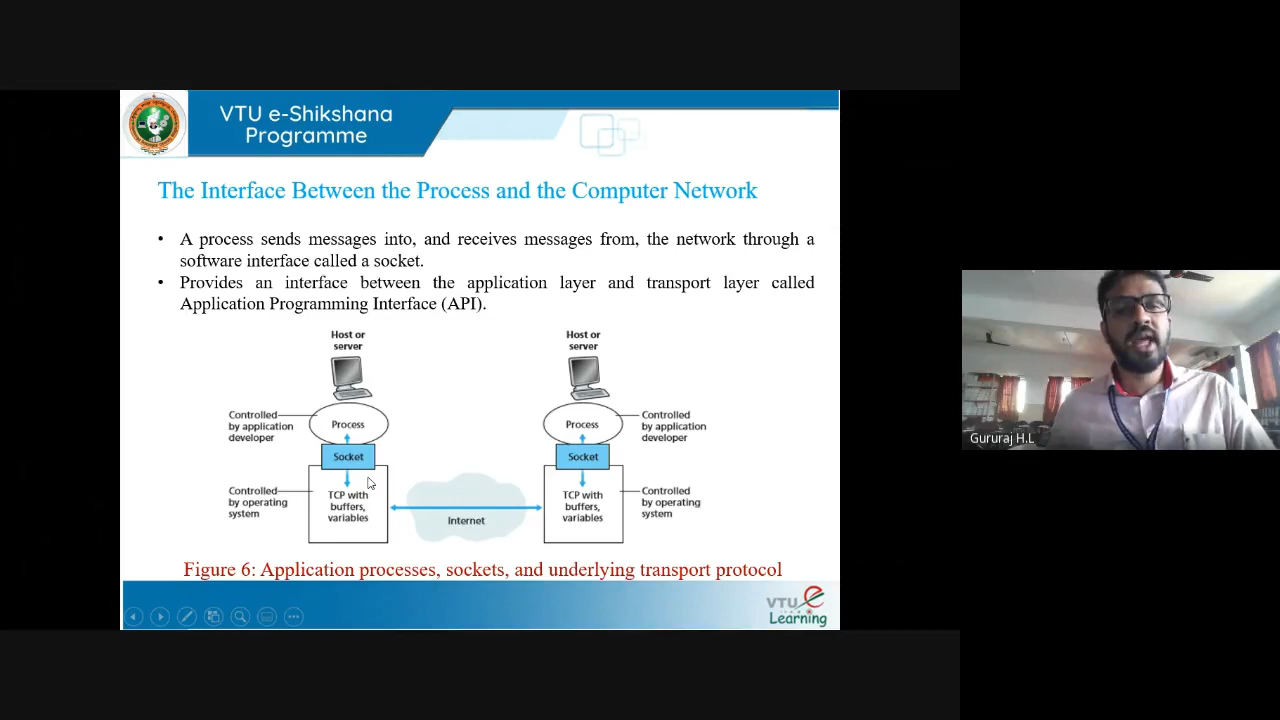 VTU e-Shikshana
Programme
The Interface Between the Process and the Computer Network
• A process sends messages into, and receives messages from, the network through a
software interface called a socket.
• Provides an interface between the application layer and transport layer called
Application Programming Interface (API).
Host or
server
Host or
server
Controlled
by application
developer
Process
Process
Controlled
by application
developer
Socket
Socket
Controlled
by operating
system
TCP with
buffers,
variables
Internet
TCP with
buffers,
variables
Controlled
by operating
system
Figure 6: Application processes, sockets, and underlying transport protocol
VTU e
Learning
Gururaj H.L